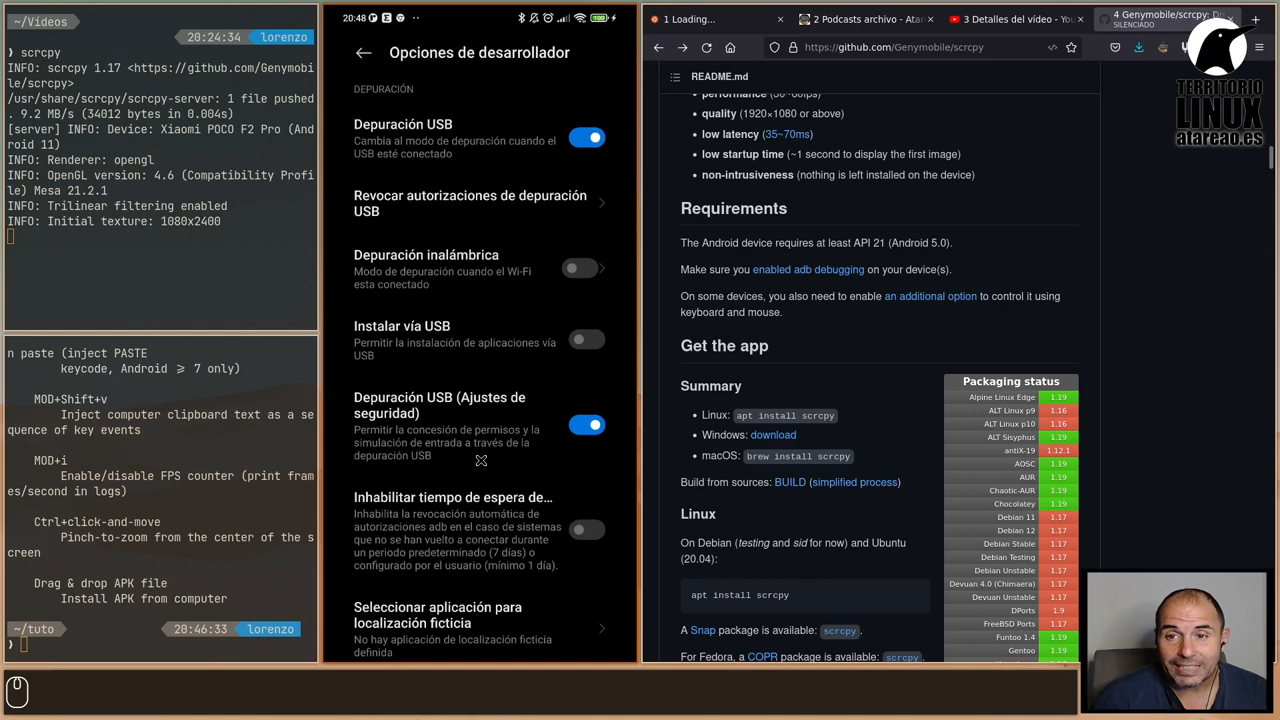 ~/Vídeos
20:24:34 lorenzo
❯ scrcpy
INFO: scrcpy 1.17 <https://github.com/Genymobi
le/scrcpy>
/usr/share/scrcpy/scrcpy-server: 1 file pushed
. 9.2 MB/s (34012 bytes in 0.004s)
[server] INFO: Device: Xiaomi POCO F2 Pro (And
roid 11)
INFO: Renderer: opengl
INFO: OpenGL version: 4.6 (Compatibility Profi
le) Mesa 21.2.1
INFO: Trilinear filtering enabled
INFO: Initial texture: 1080x2400
n paste (inject PASTE
keycode, Android ⩾ 7 only)
MOD+Shift+v
Inject computer clipboard text as a se
quence of key events
MOD+i
Enable/disable FPS counter (print fram
es/second in logs)
Ctrl+click-and-move
Pinch-to-zoom from the center of the s
creen
Drag & drop APK file
Install APK from computer
~/tuto
20:46:33 lorenzo
❯
20:48
100
Opciones de desarrollador
DEPURACIÓN
Depuración USB
Cambia al modo de depuración cuando el
USB esté conectado
Revocar autorizaciones de depuración
USB
Depuración inalámbrica
Modo de depuración cuando el Wi-Fi
esta conectado
Instalar vía USB
Permitir la instalación de aplicaciones vía
USB
Depuración USB (Ajustes de
seguridad)
Permitir la concesión de permisos y la
simulación de entrada a través de la
depuración USB
Inhabilitar tiempo de espera de…
Inhabilita la revocación automática de
autorizaciones adb en el caso de sistemas
que no se han vuelto a conectar durante
un periodo predeterminado (7 días) o
configurado por el usuario (mínimo 1 día).
Seleccionar aplicación para
localización ficticia
No hay aplicación de localización ficticia
definida
1 Loading...
2 Podcasts archivo - Atar
3 Detalles del vídeo - You
4 Genymobile/scrcpy: Di
SILENCIADO
https://github.com/Genymobile/scrcpy
TERRITORIO
LINUX
atareao.es
README.md
performance (30~60fps)
quality (1920×1080 or above)
low latency (35~70ms)
low startup time (~1 second to display the first image)
non-intrusiveness (nothing is left installed on the device)
Requirements
The Android device requires at least API 21 (Android 5.0).
Make sure you enabled adb debugging on your device(s).
On some devices, you also need to enable an additional option to control it using
keyboard and mouse.
Get the app
Summary
Linux: apt install scrcpy
Windows: download
macOS: brew install scrcpy
Build from sources: BUILD (simplified process)
Linux
On Debian (testing and sid for now) and Ubuntu
(20.04):
apt install scrcpy
A Snap package is available: scrcpy.
For Fedora, a COPR package is available: scrcpy.
Packaging status
Alpine Linux Edge 1.19
ALT Linux p9 1.16
ALT Linux p10 1.16
ALT Sisyphus 1.19
antiX-19 1.12.1
AOSC 1.19
AUR 1.19
Chaotic-AUR 1.19
Chocolatey 1.19
Debian 11 1.17
Debian 12 1.17
Debian Stable 1.17
Debian Testing 1.17
Debian Unstable 1.17
Devuan 4.0 (Chimaera) 1.17
Devuan Unstable 1.17
DPorts 1.9
FreeBSD Ports 1.17
Funtoo 1.4 1.19
Gentoo 1.19